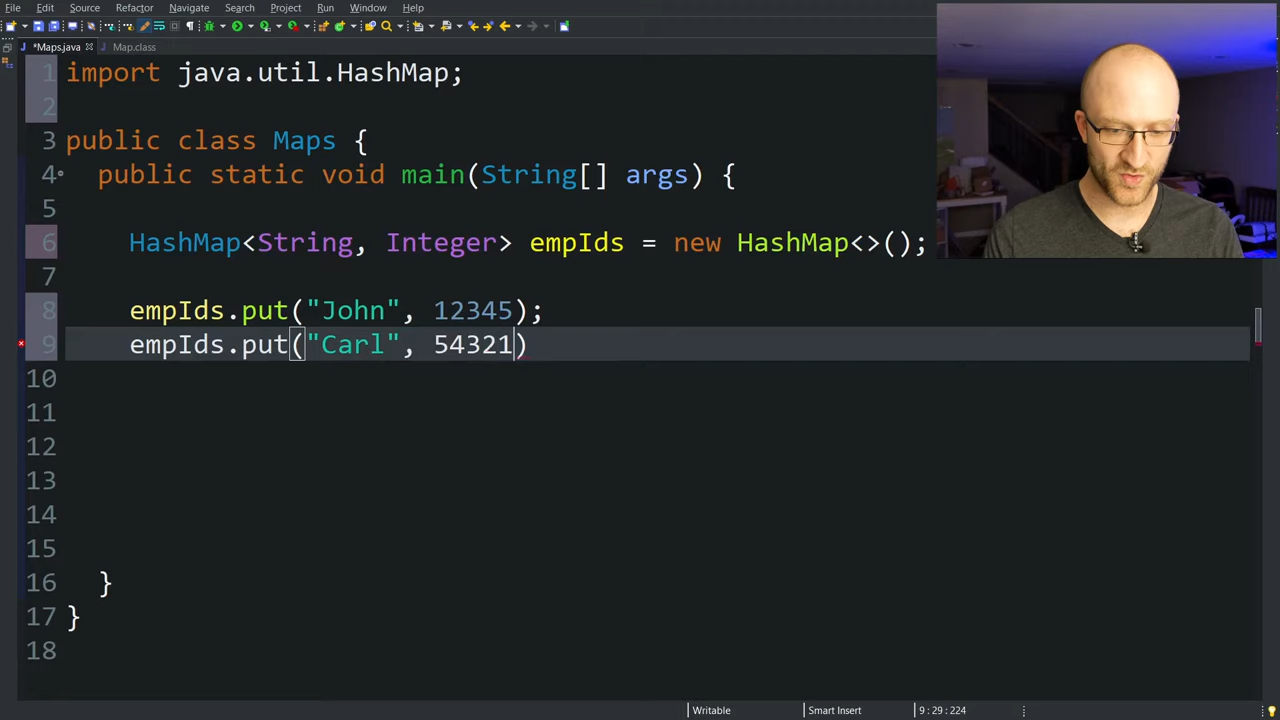 File Edit Source Refactor Navigate Search Project Run Window Help
*Maps.java Map.class
1 import java.util.HashMap;
2
3 public class Maps {
4 public static void main(String[] args) {
5
6 HashMap<String, Integer> empIds = new HashMap<>();
7
8 empIds.put("John", 12345);
9 empIds.put("Carl", 54321)
10
11
12
13
14
15
16 }
17 }
18
Writable Smart Insert 9 : 29 : 224